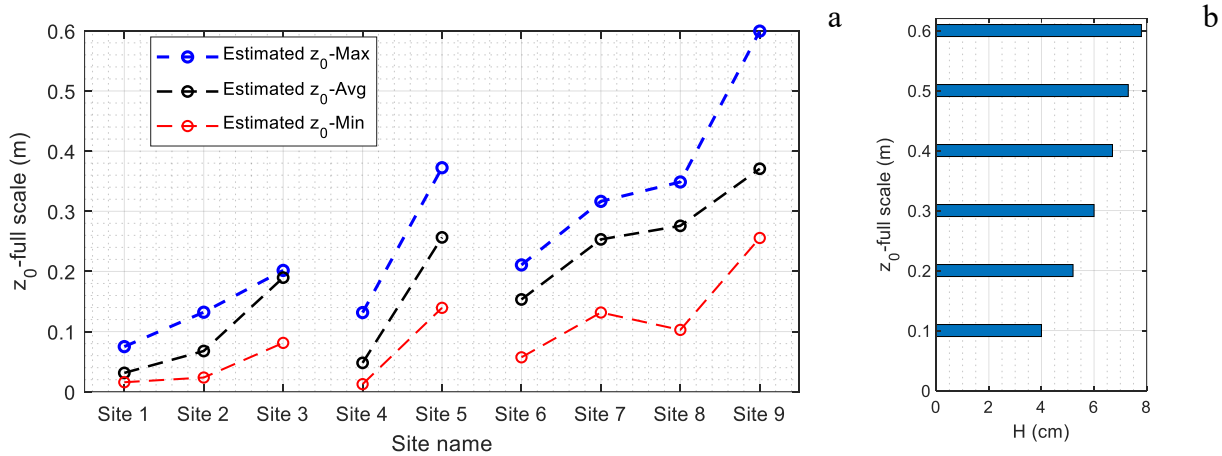 a
0.6
0.5
0.4
0.3
0.2
0.1
0
z0-full scale (m)
Estimated z0-Max
Estimated z0-Avg
Estimated z0-Min
Site 1 Site 2 Site 3 Site 4 Site 5 Site 6 Site 7 Site 8 Site 9
Site name
b
0.6
0.5
0.4
0.3
0.2
0.1
0
z0-full scale (m)
0 2 4 6 8
H (cm)